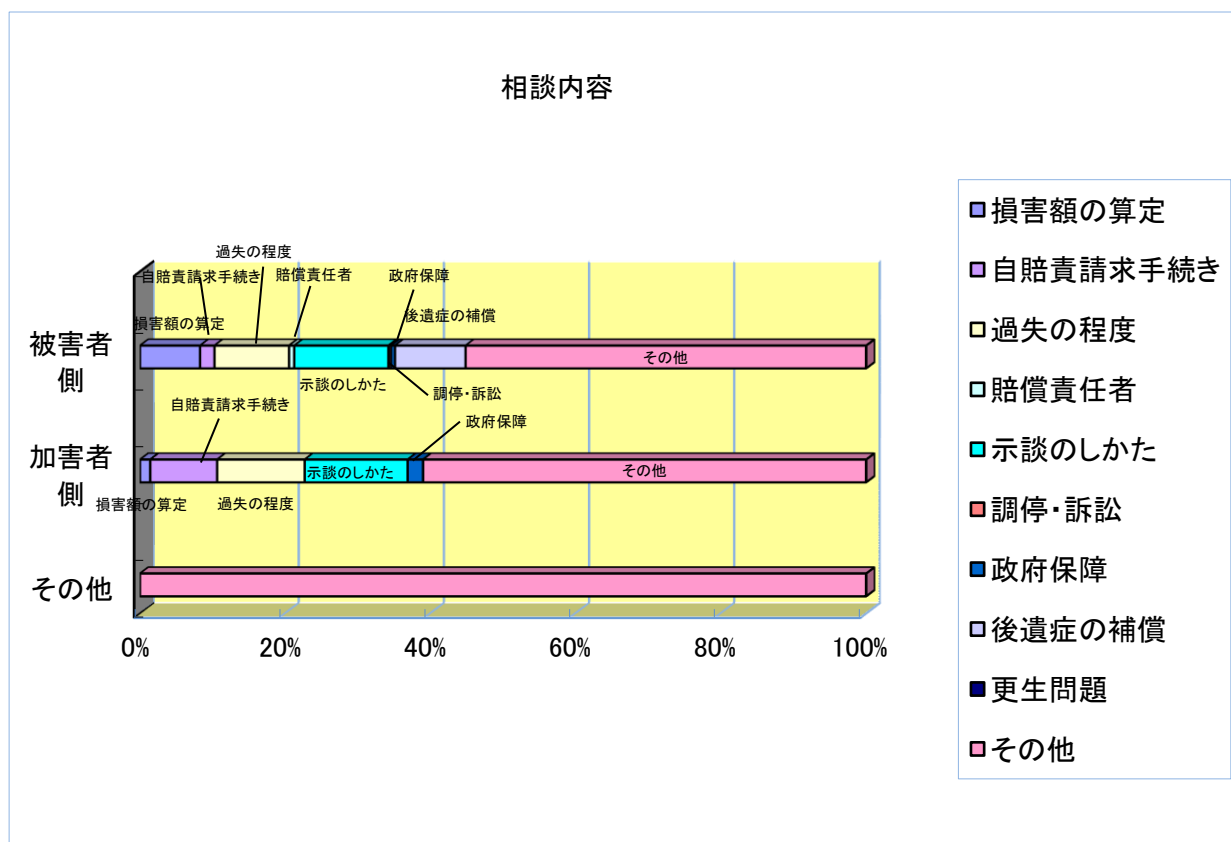 相談内容
過失の程度
自賠責請求手続き
賠償責任者
政府保障
損害額の算定
後遺症の補償
被害者
側
その他
示談のしかた
調停・訴訟
自賠責請求手続き
政府保障
加害者
側
示談のしかた
その他
損害額の算定
過失の程度
その他
0%
20%
40%
60%
80%
100%
損害額の算定
自賠責請求手続き
過失の程度
賠償責任者
示談のしかた
調停・訴訟
政府保障
後遺症の補償
更生問題
その他